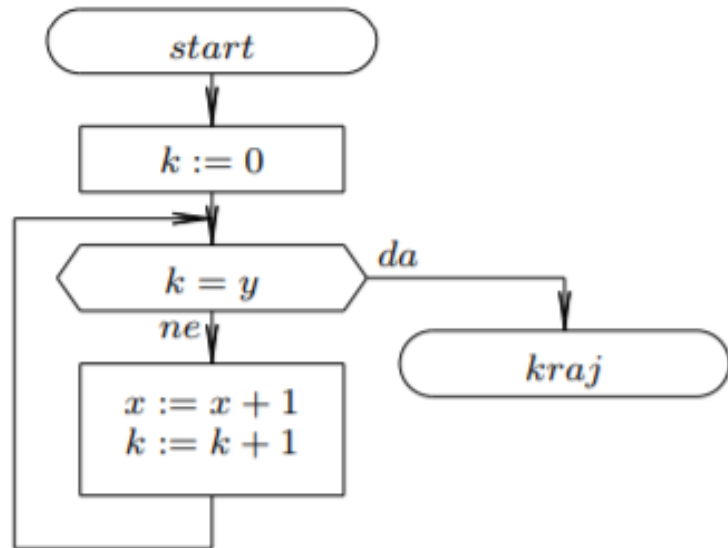 start
k := 0
k = y
da
ne
kraj
x := x + 1
k := k + 1